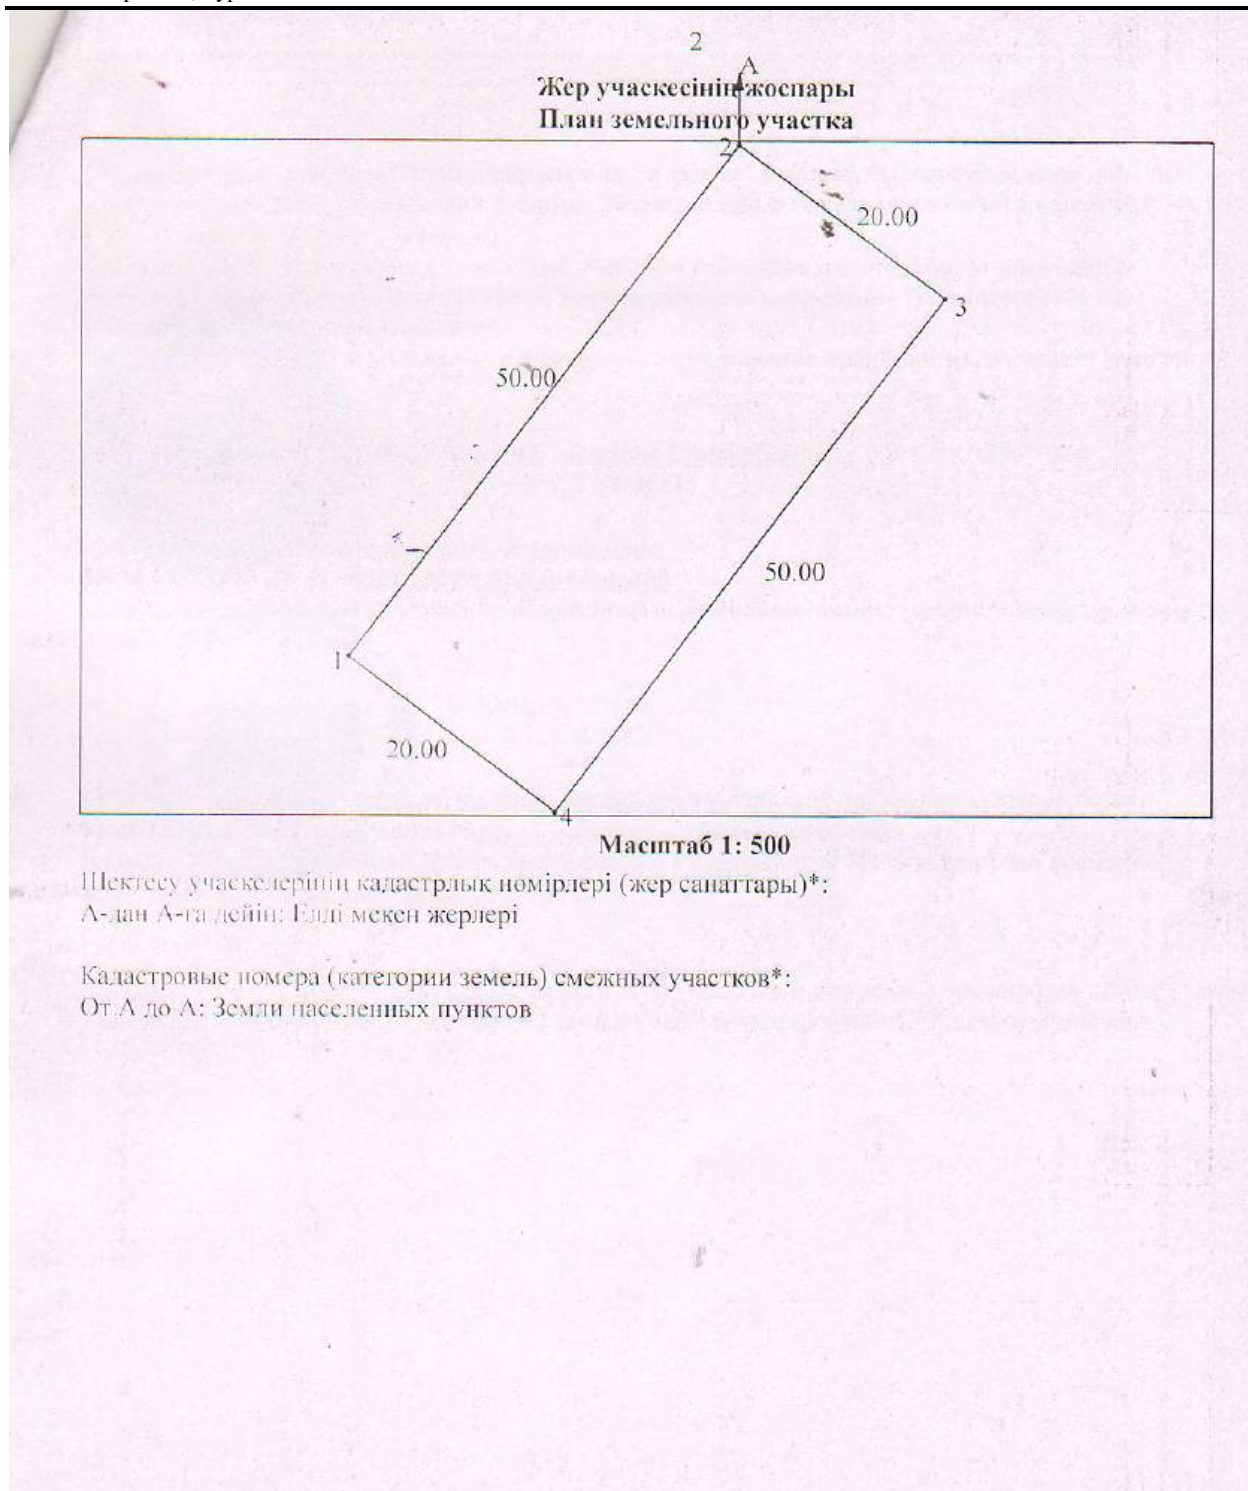 2
А
Жер учаскесінің жоспары
План земельного участка
2
20.00
3
50.00
50.00
1
20.00
4
Масштаб 1: 500
Шектесу учаскелерінің кадастрлық нөмірлері (жер санаттары)*:
А-дан А-ға дейін: Елді мекен жерлері
Кадастровые номера (категории земель) смежных участков*:
От А до А: Земли населенных пунктов